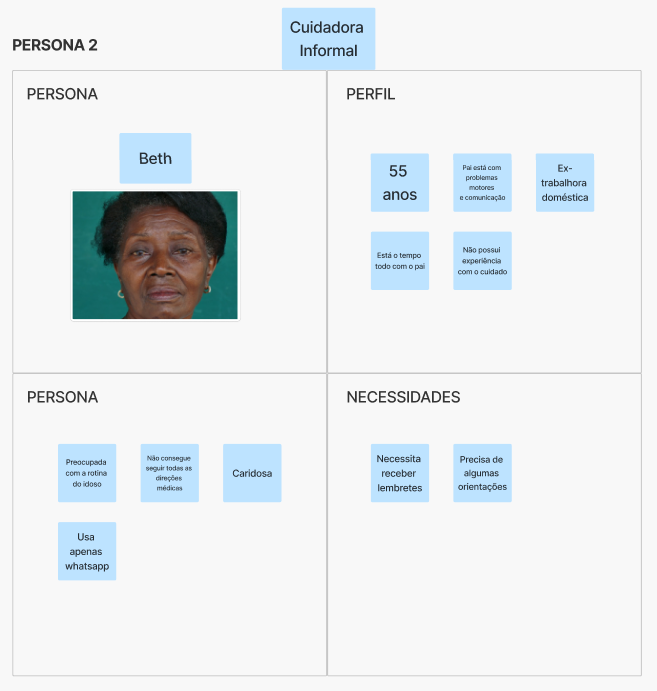 PERSONA 2
Cuidadora
Informal
PERSONA
Beth
PERFIL
55
anos
Pai está com
problemas
motores
e comunicação
Ex-
trabalhora
doméstica
Está o tempo
todo com o pai
Não possui
experiência
com o cuidado
PERSONA
Preocupada
com a rotina
do idoso
Não consegue
seguir todas as
direções
médicas
Caridosa
Usa
apenas
whatsapp
NECESSIDADES
Necessita
receber
lembretes
Precisa de
algumas
orientações